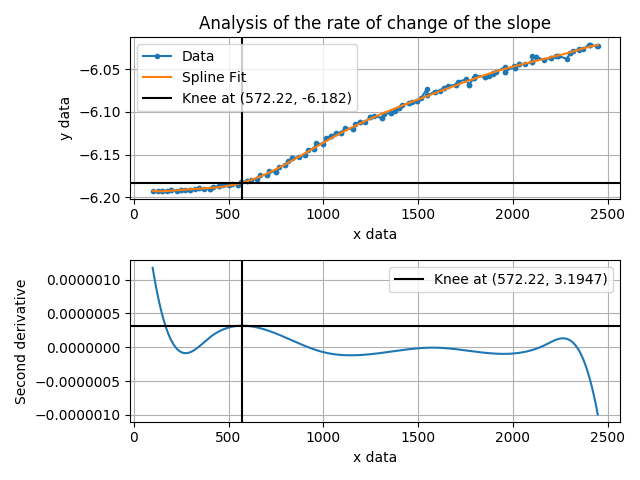 Analysis of the rate of change of the slope
Data
Spline Fit
Knee at (572.22, -6.182)
y data
−6.05
−6.10
−6.15
−6.20
0 500 1000 1500 2000 2500
x data
Knee at (572.22, 3.1947)
Second derivative
0.0000010
0.0000005
0.0000000
−0.0000005
−0.0000010
0 500 1000 1500 2000 2500
x data